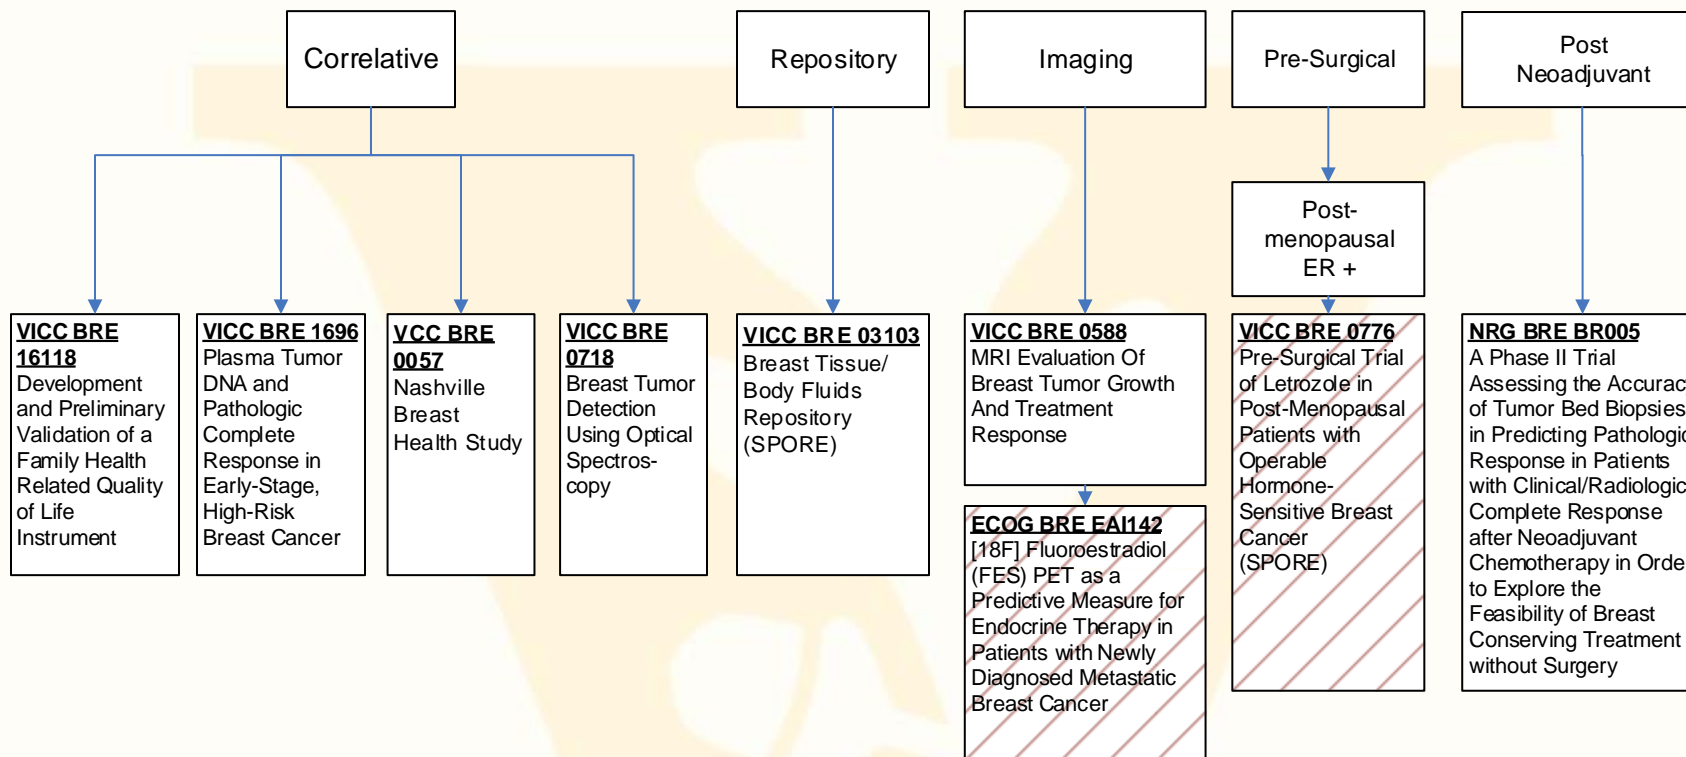 Correlative
Repository
Imaging
Pre-Surgical
Post
Neoadjuvant
Post-
menopausal
ER +
VICC BRE
16118
Development
and Preliminary
Validation of a
Family Health
Related Quality
of Life
Instrument
VICC BRE 1696
Plasma Tumor
DNA and
Pathologic
Complete
Response in
Early-Stage,
High-Risk
Breast Cancer
VCC BRE
0057
Nashville
Breast
Health Study
VICC BRE
0718
Breast Tumor
Detection
Using Optical
Spectros-
copy
VICC BRE 03103
Breast Tissue/
Body Fluids
Repository
(SPORE)
VICC BRE 0588
MRI Evaluation Of
Breast Tumor Growth
And Treatment
Response
ECOG BRE EAI142
[18F] Fluoroestradiol
(FES) PET as a
Predictive Measure for
Endocrine Therapy in
Patients with Newly
Diagnosed Metastatic
Breast Cancer
VICC BRE 0776
Pre-Surgical Trial
of Letrozole in
Post-Menopausal
Patients with
Operable
Hormone-
Sensitive Breast
Cancer
(SPORE)
NRG BRE BR005
A Phase II Trial
Assessing the Accurac
of Tumor Bed Biopsies
in Predicting Pathologic
Response in Patients
with Clinical/Radiologic
Complete Response
after Neoadjuvant
Chemotherapy in Orde
to Explore the
Feasibility of Breast
Conserving Treatment
without Surgery